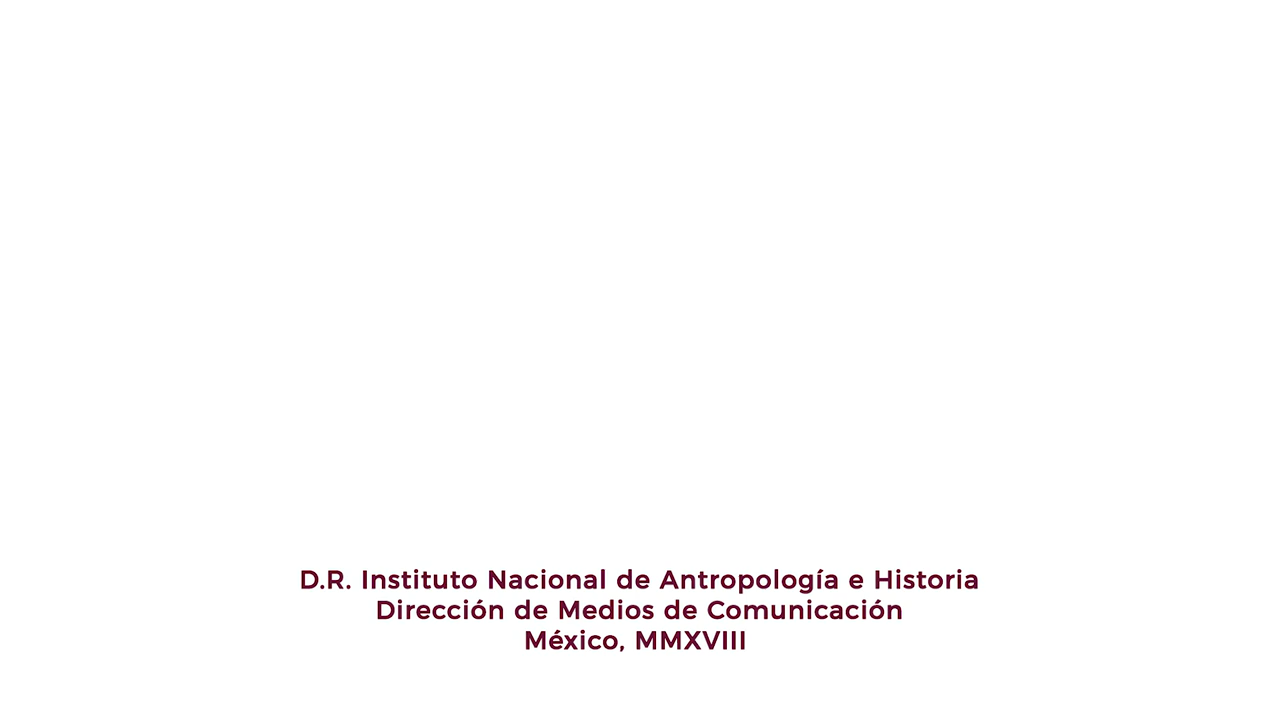 D.R. Instituto Nacional de Antropología e Historia
Dirección de Medios de Comunicación
México, MMXVIII